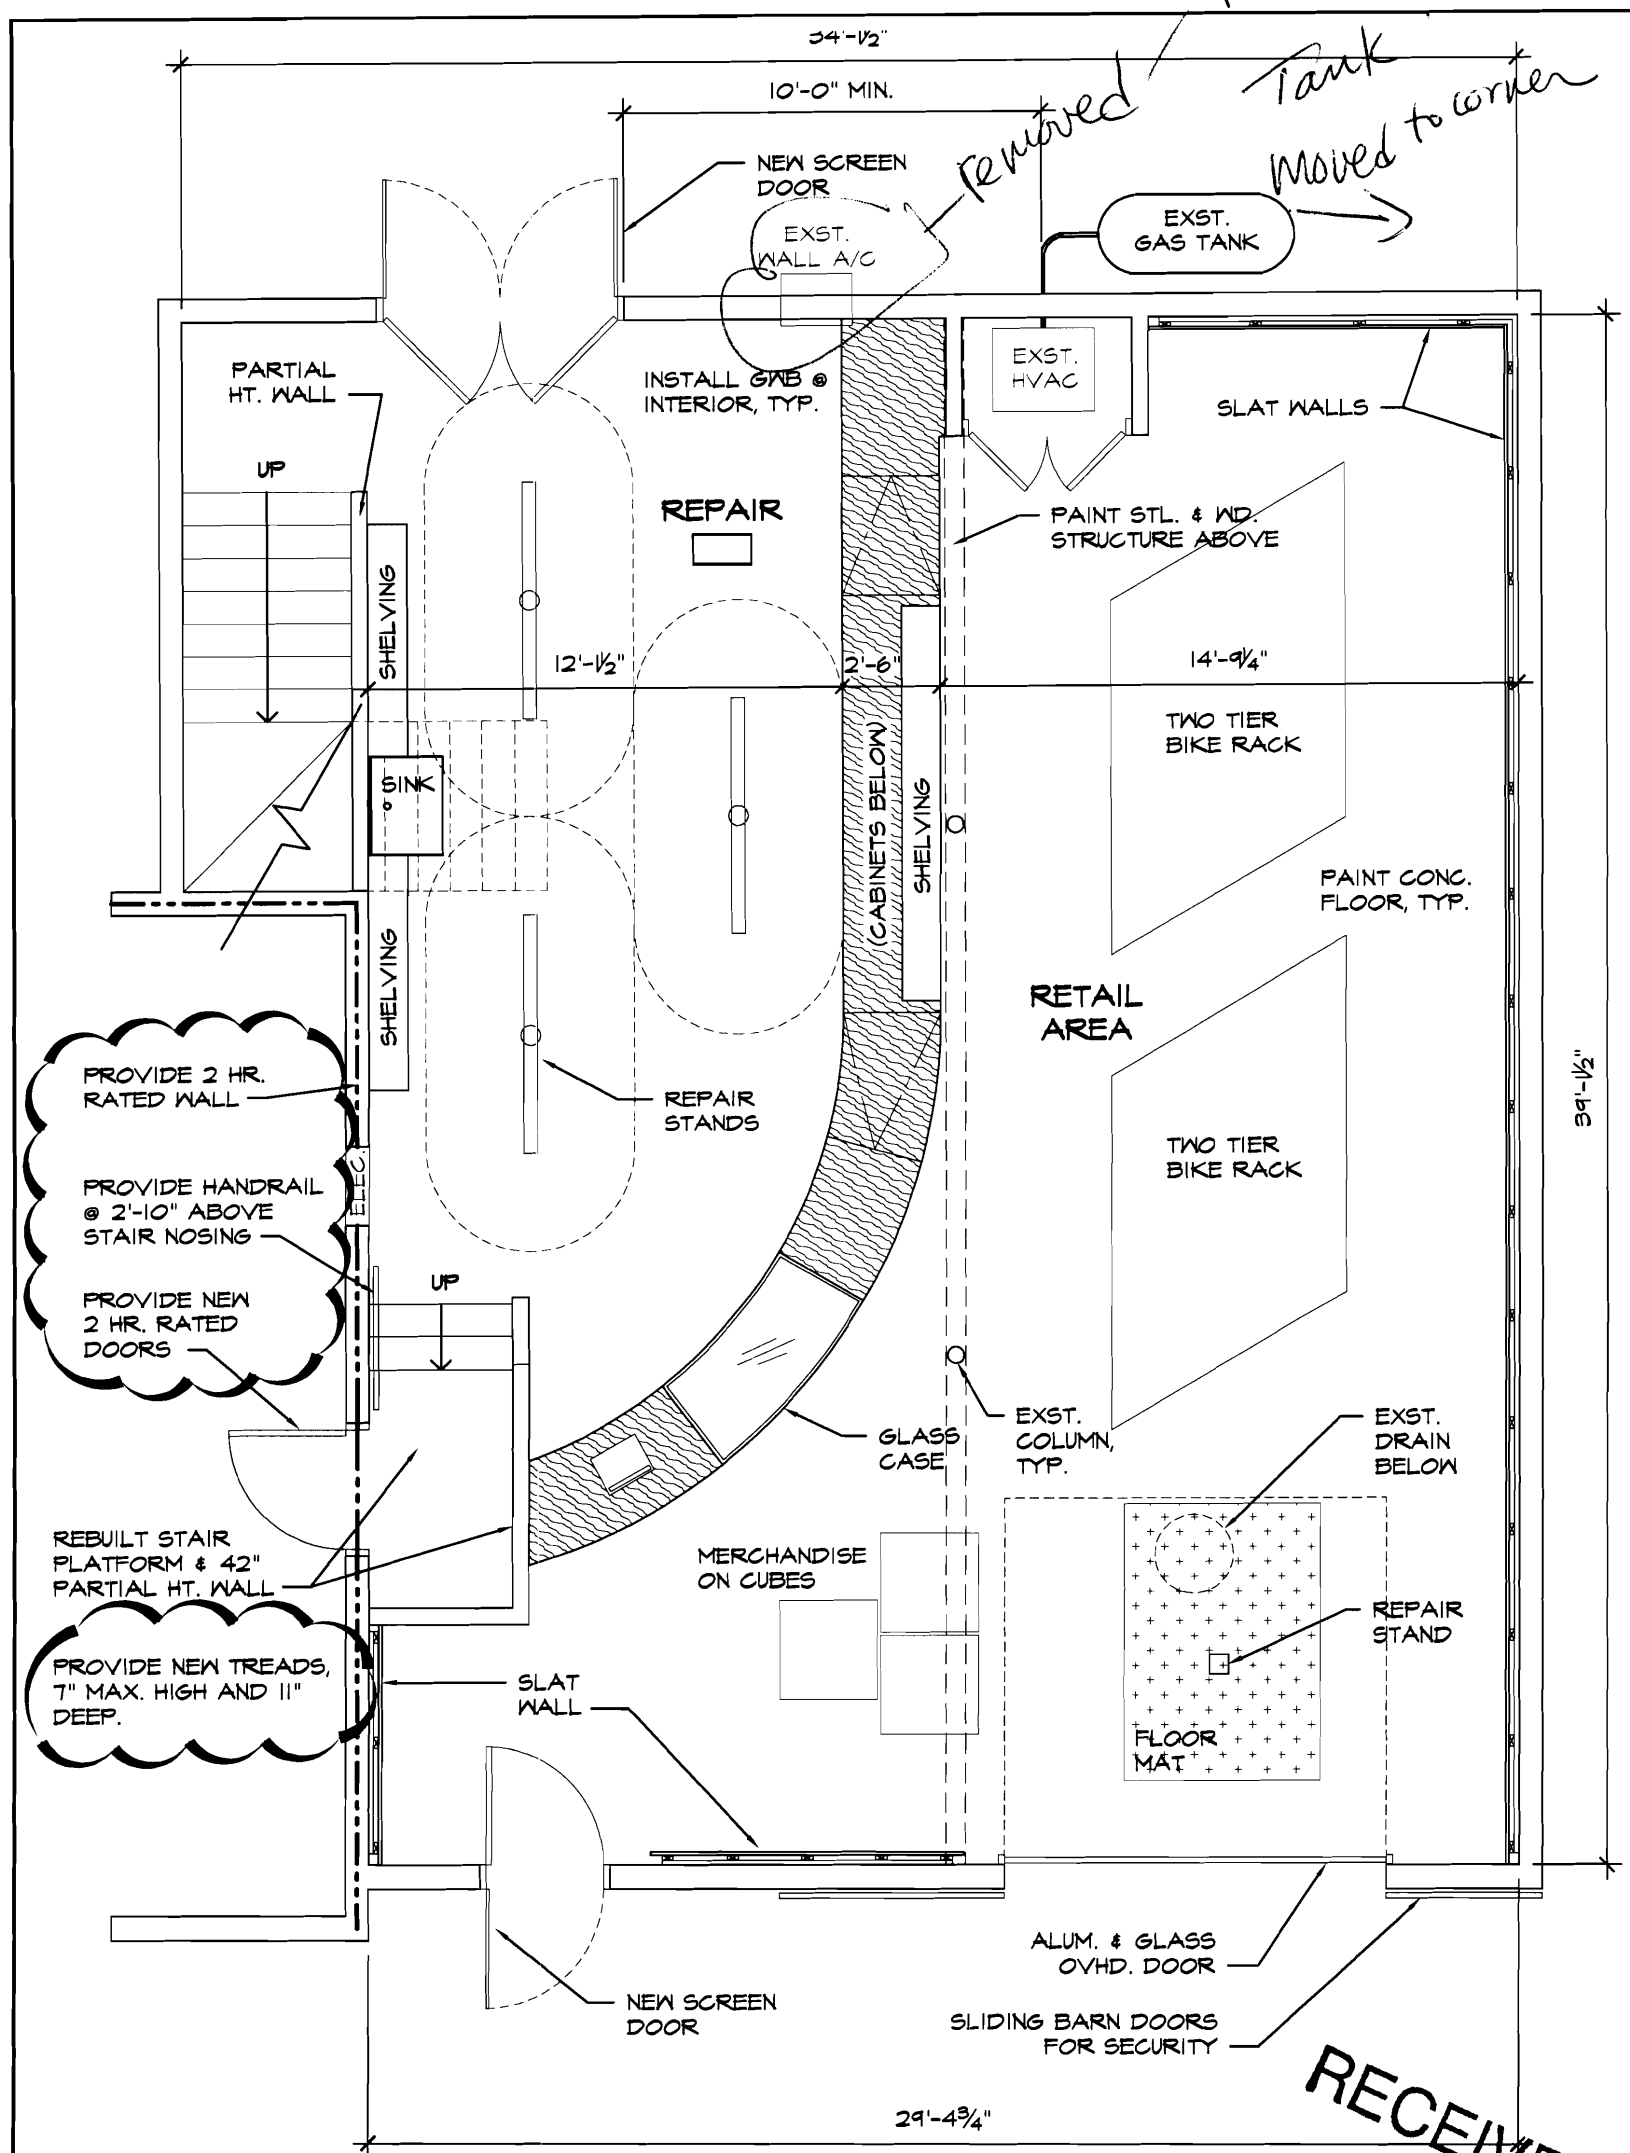 34'-1/2"
10'-0" MIN.
removed
Tank
Moved to corner
NEW SCREEN
DOOR
EXST.
WALL A/C
EXST.
GAS TANK
PARTIAL
HT. WALL
INSTALL GWB @
INTERIOR, TYP.
EXST.
HVAC
SLAT WALLS
UP
REPAIR
PAINT STL. & WD.
STRUCTURE ABOVE
SHELVING
12'-1/2"
2'-6"
14'-9/4"
TWO TIER
BIKE RACK
SINK
(CABINETS BELOW)
SHELVING
PAINT CONC.
FLOOR, TYP.
SHELVING
RETAIL
AREA
39'-1/2"
PROVIDE 2 HR.
RATED WALL
REPAIR
STANDS
TWO TIER
BIKE RACK
ELEC.
PROVIDE HANDRAIL
@ 2'-10" ABOVE
STAIR NOSING
UP
PROVIDE NEW
2 HR. RATED
DOORS
GLASS
CASE
EXST.
COLUMN,
TYP.
EXST.
DRAIN
BELOW
REBUILT STAIR
PLATFORM & 42"
PARTIAL HT. WALL
MERCHANDISE
ON CUBES
REPAIR
STAND
PROVIDE NEW TREADS,
7" MAX. HIGH AND 11"
DEEP.
SLAT
WALL
FLOOR
MAT
ALUM. & GLASS
OVHD. DOOR
NEW SCREEN
DOOR
SLIDING BARN DOORS
FOR SECURITY
29'-4 3/4"
RECEIV